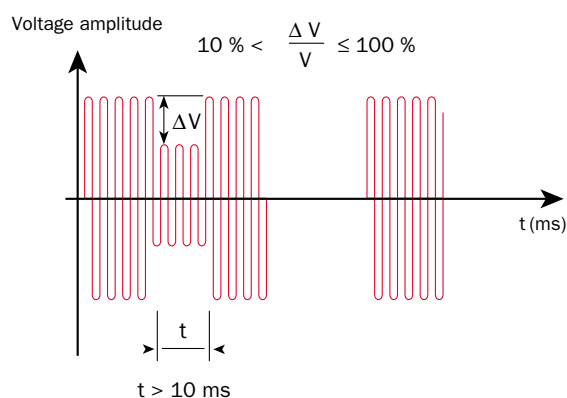 Voltage amplitude
10 % < ΔV/V ≤ 100 %
ΔV
t (ms)
t
t > 10 ms